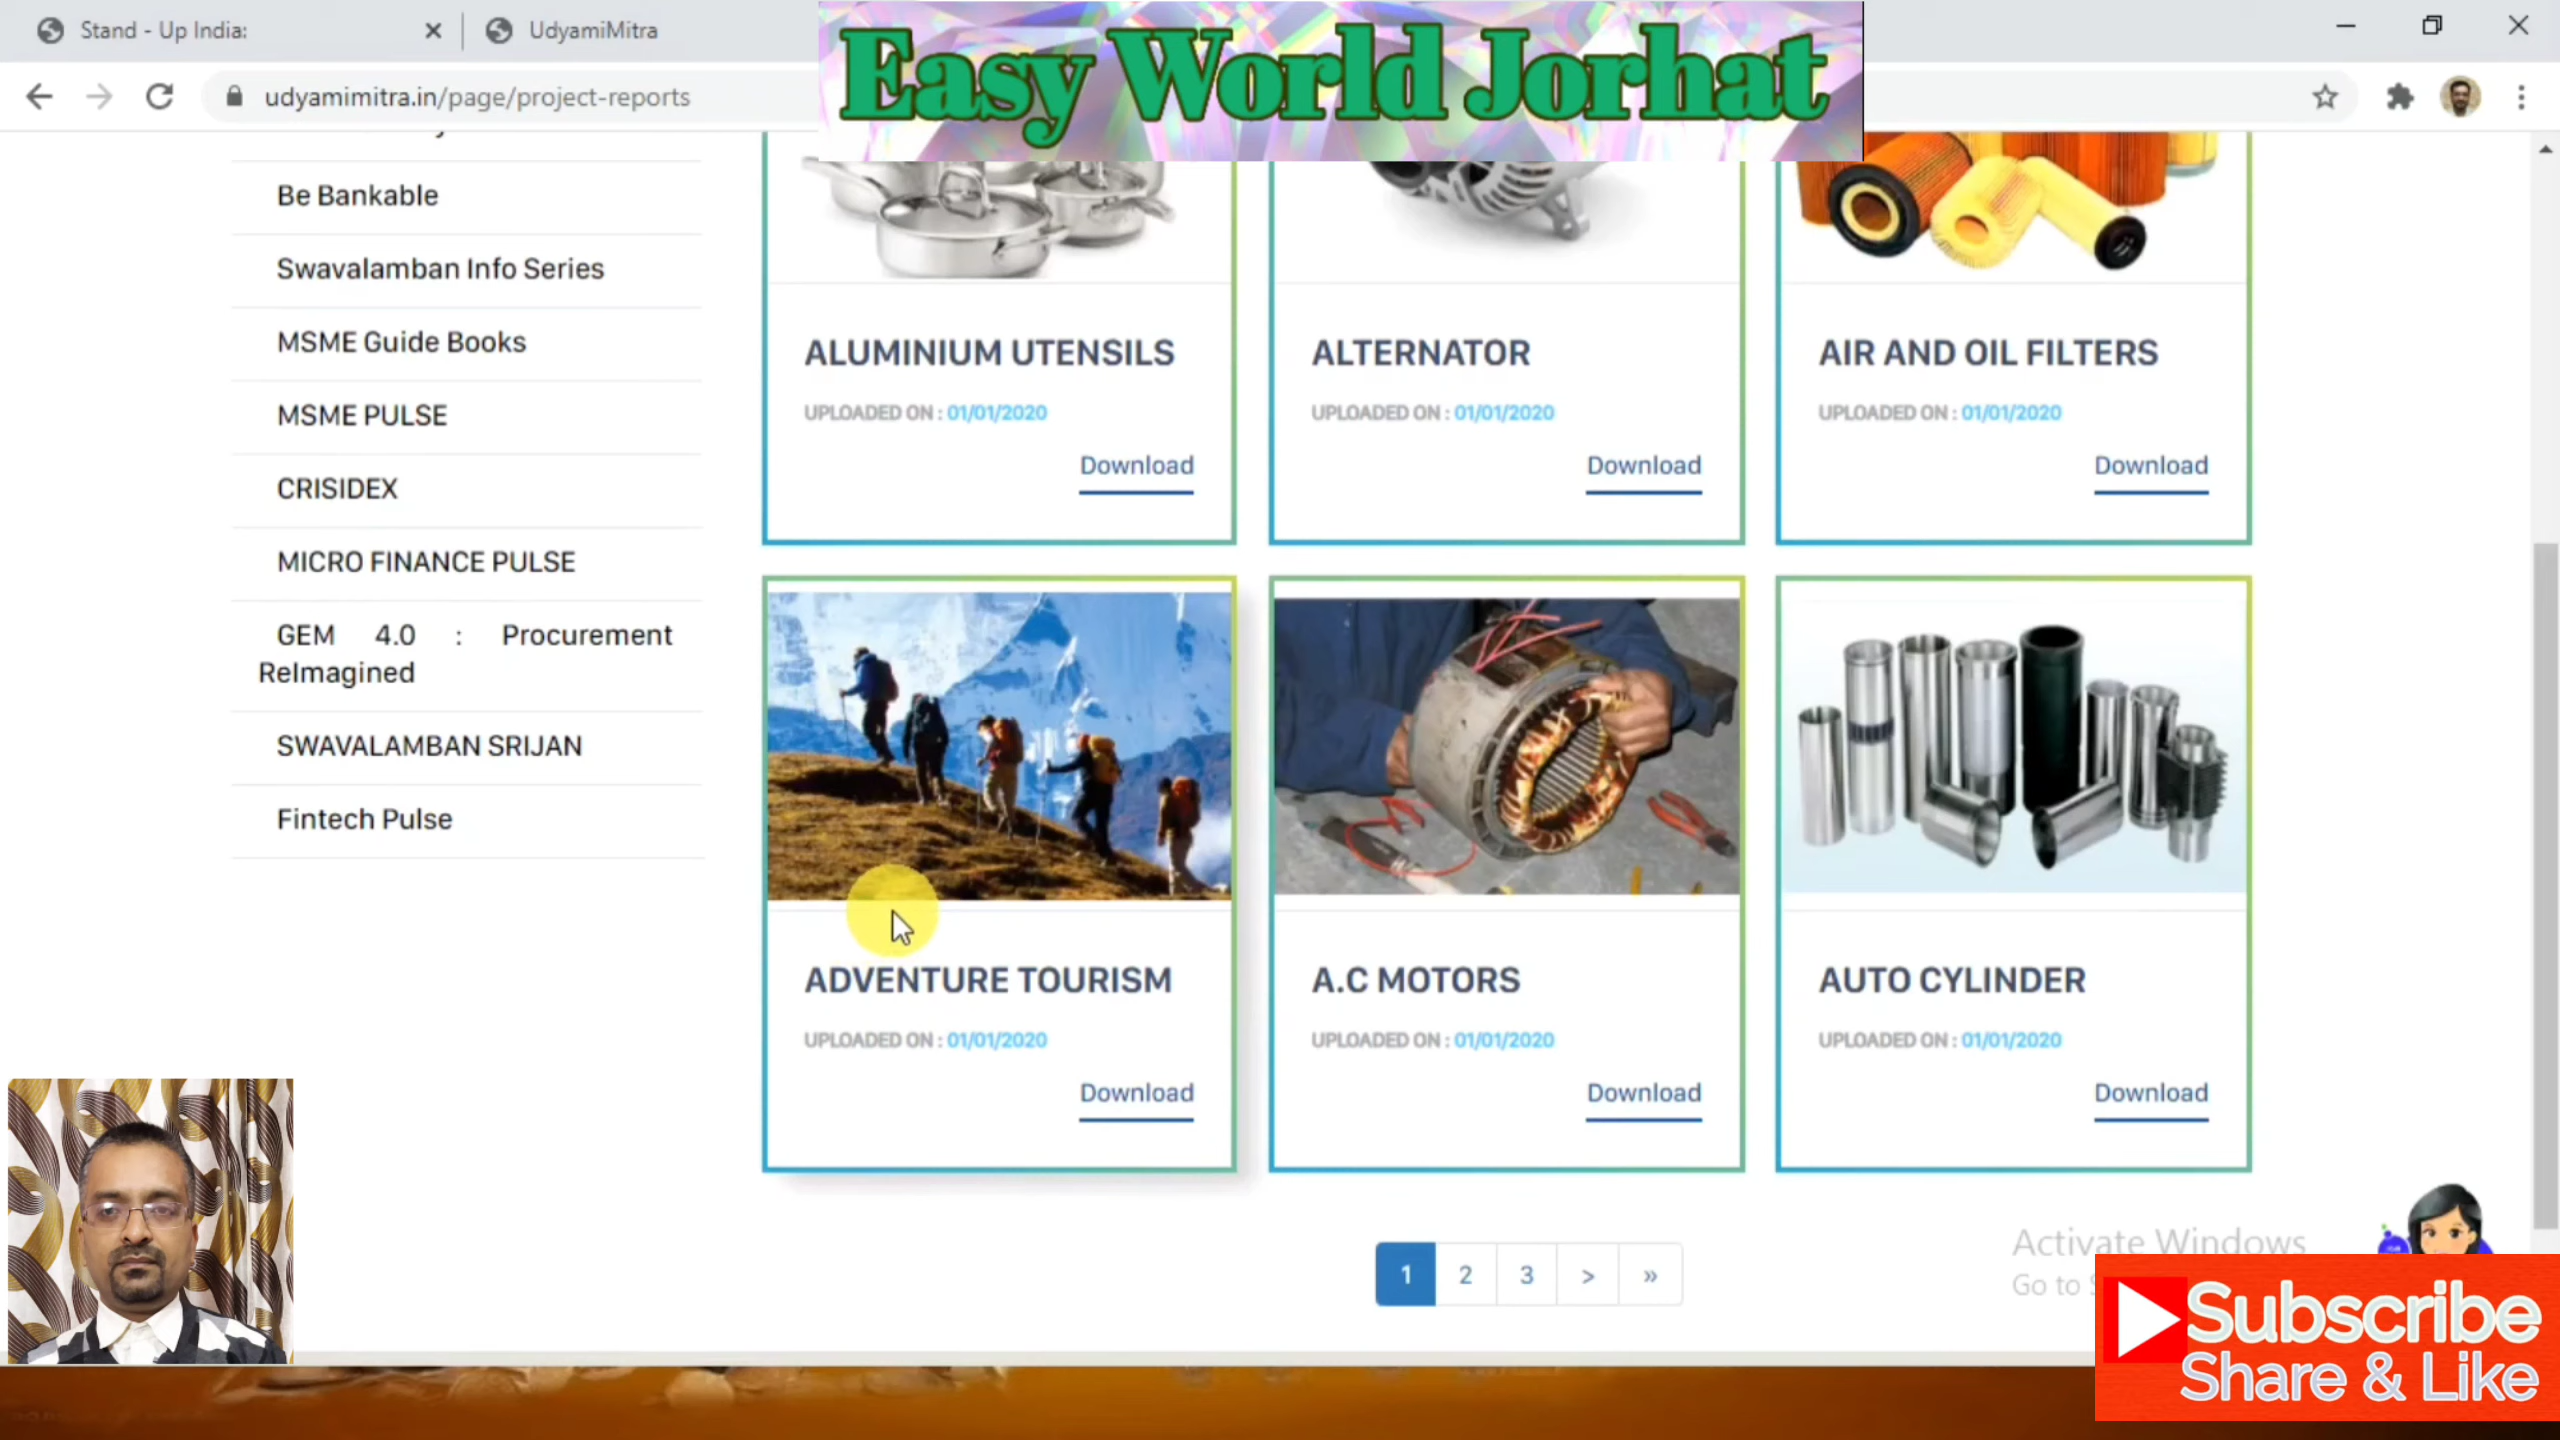 Stand - Up India:
UdyamiMitra
Easy World Jorhat
udyamimitra.in/page/project-reports
Be Bankable
Swavalamban Info Series
MSME Guide Books
MSME PULSE
CRISIDEX
MICRO FINANCE PULSE
GEM 4.0 : Procurement
ReImagined
SWAVALAMBAN SRIJAN
Fintech Pulse
ALUMINIUM UTENSILS
UPLOADED ON : 01/01/2020
Download
ALTERNATOR
UPLOADED ON : 01/01/2020
Download
AIR AND OIL FILTERS
UPLOADED ON : 01/01/2020
Download
ADVENTURE TOURISM
UPLOADED ON : 01/01/2020
Download
A.C MOTORS
UPLOADED ON : 01/01/2020
Download
AUTO CYLINDER
UPLOADED ON : 01/01/2020
Download
1 2 3 > »
Activate Windows
Go to
Subscribe
Share & Like